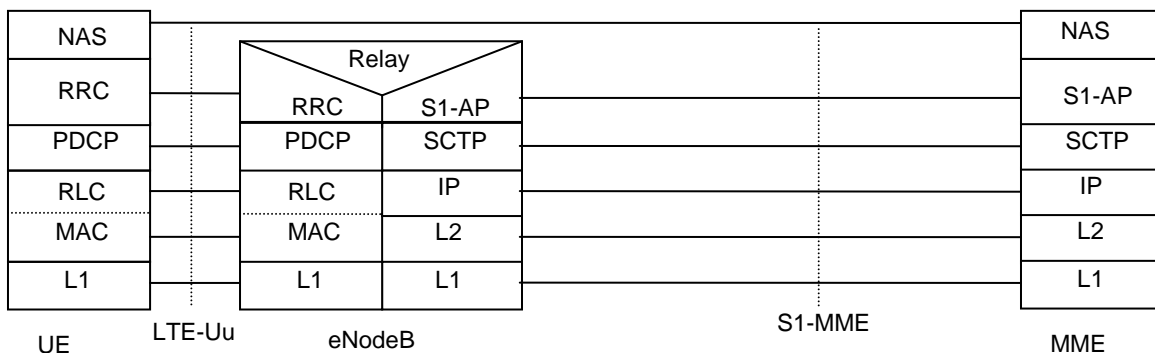 NAS
NAS
Relay
RRC
RRC
S1-AP
S1-AP
PDCP
PDCP
SCTP
SCTP
RLC
RLC
IP
IP
MAC
MAC
L2
L2
L1
L1
L1
L1
UE
LTE-Uu
eNodeB
S1-MME
MME